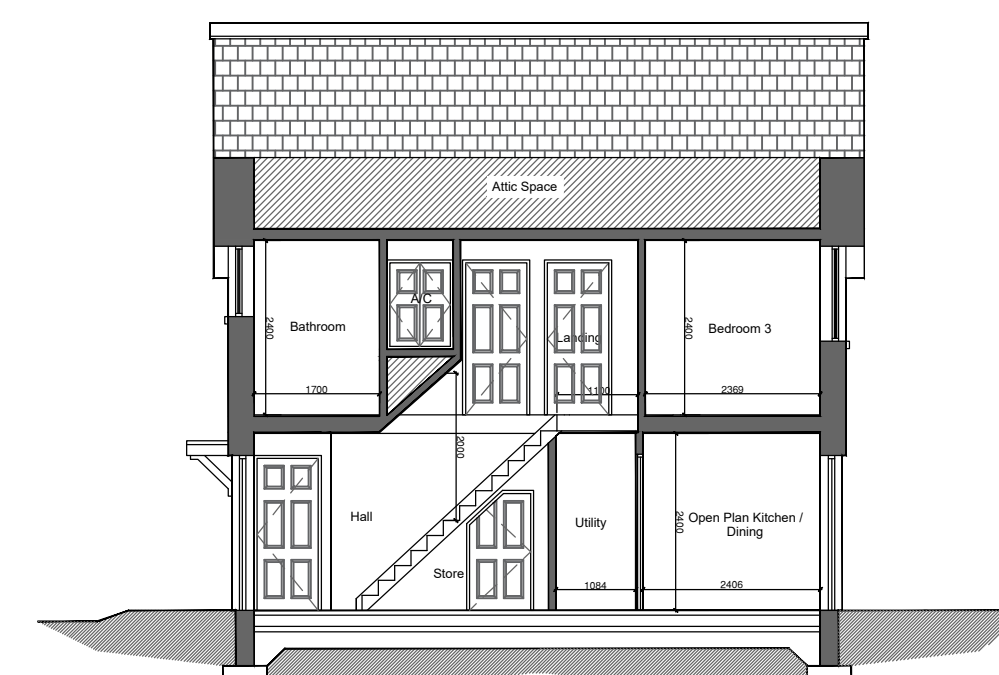 Attic Space
A/C
Bathroom
Landing
Bedroom 3
2400
2400
1700
1100
2369
2000
Hall
Utility
Open Plan Kitchen /
Dining
2400
Store
1084
2406